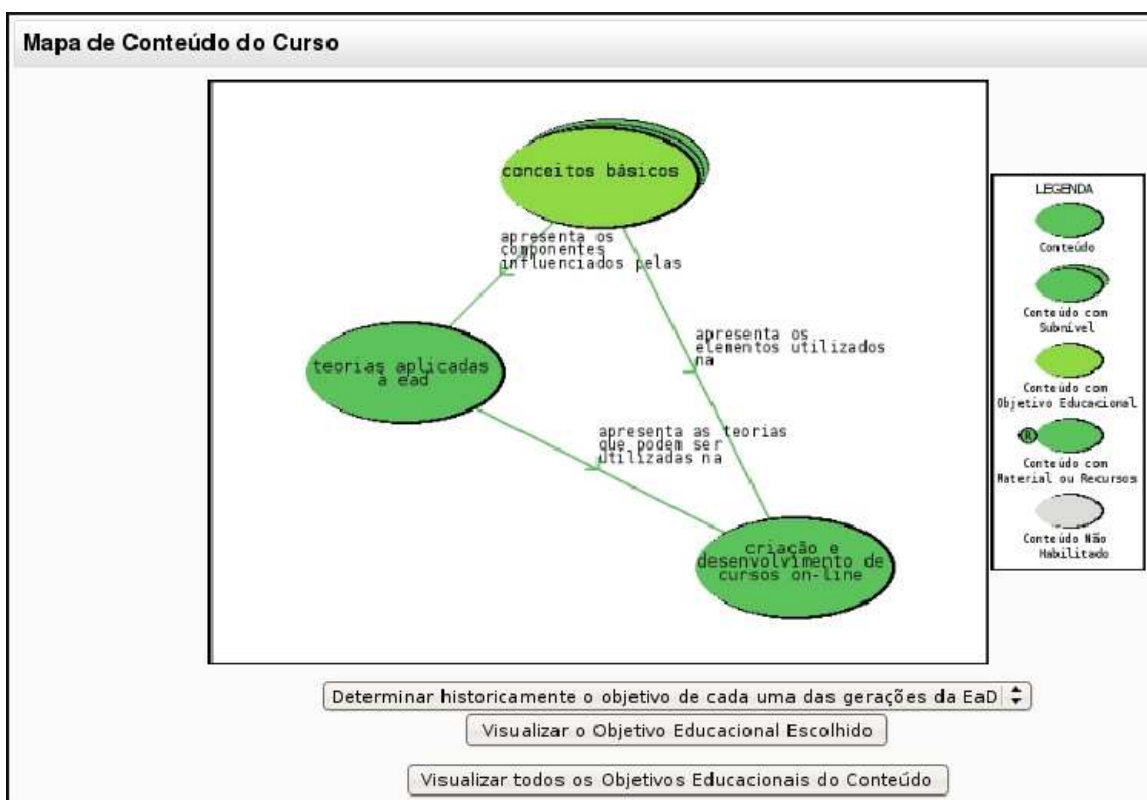 Mapa de Conteúdo do Curso
conceitos básicos
apresenta os
componentes
influenciados pelas
apresenta os
elementos utilizados
na
teorias aplicadas
à ead
apresenta as teorias
que podem ser
utilizadas na
criação e
desenvolvimento de
cursos on-line
LEGENDA
Conteúdo
Conteúdo com
Subnível
Conteúdo com
Objetivo Educacional
R
Conteúdo com
Material ou Recursos
Conteúdo Não
Habilitado
Determinar historicamente o objetivo de cada uma das gerações da EaD
Visualizar o Objetivo Educacional Escolhido
Visualizar todos os Objetivos Educacionais do Conteúdo